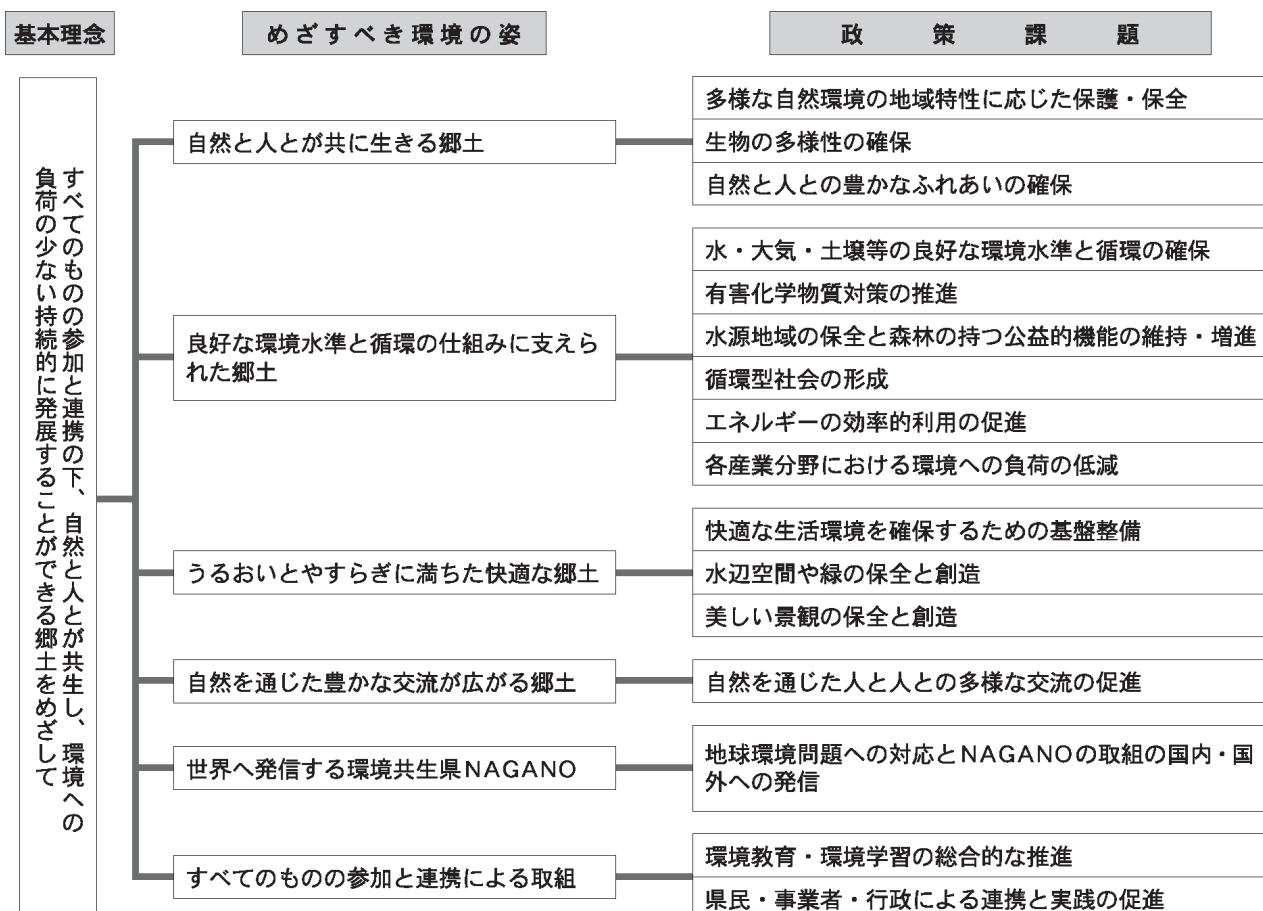 基本理念
めざすべき環境の姿
政策課題
すべてのものの参加と連携の下、自然と人とが共生し、環境への
負荷の少ない持続的に発展することができる郷土をめざして
自然と人とが共に生きる郷土
多様な自然環境の地域特性に応じた保護・保全
生物の多様性の確保
自然と人との豊かなふれあいの確保
良好な環境水準と循環の仕組みに支えら
れた郷土
水・大気・土壌等の良好な環境水準と循環の確保
有害化学物質対策の推進
水源地域の保全と森林の持つ公益的機能の維持・増進
循環型社会の形成
エネルギーの効率的利用の促進
各産業分野における環境への負荷の低減
うるおいとやすらぎに満ちた快適な郷土
快適な生活環境を確保するための基盤整備
水辺空間や緑の保全と創造
美しい景観の保全と創造
自然を通じた豊かな交流が広がる郷土
自然を通じた人と人との多様な交流の促進
世界へ発信する環境共生県NAGANO
地球環境問題への対応とNAGANOの取組の国内・国
外への発信
すべてのものの参加と連携による取組
環境教育・環境学習の総合的な推進
県民・事業者・行政による連携と実践の促進